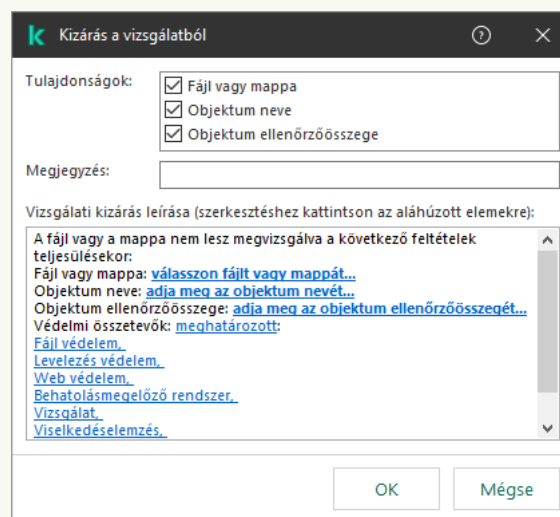 Kizárás a vizsgálatból
Tulajdonságok:
Fájl vagy mappa
Objektum neve
Objektum ellenőrzőösszege
Megjegyzés:
Vizsgálati kizárás leírása (szerkesztéshez kattintson az aláhúzott elemekre):
A fájl vagy a mappa nem lesz megvizsgálva a következő feltételek
teljesülésekor:
Fájl vagy mappa: válasszon fájlt vagy mappát...
Objektum neve: adja meg az objektum nevét...
Objektum ellenőrzőösszege: adja meg az objektum ellenőrzőösszegét...
Védelmi összetevők: meghatározott:
Fájl védelem,
Levelezés védelem,
Web védelem,
Behatolásmegelőző rendszer,
Vizsgálat,
Viselkedéselemzés,
OK
Mégse